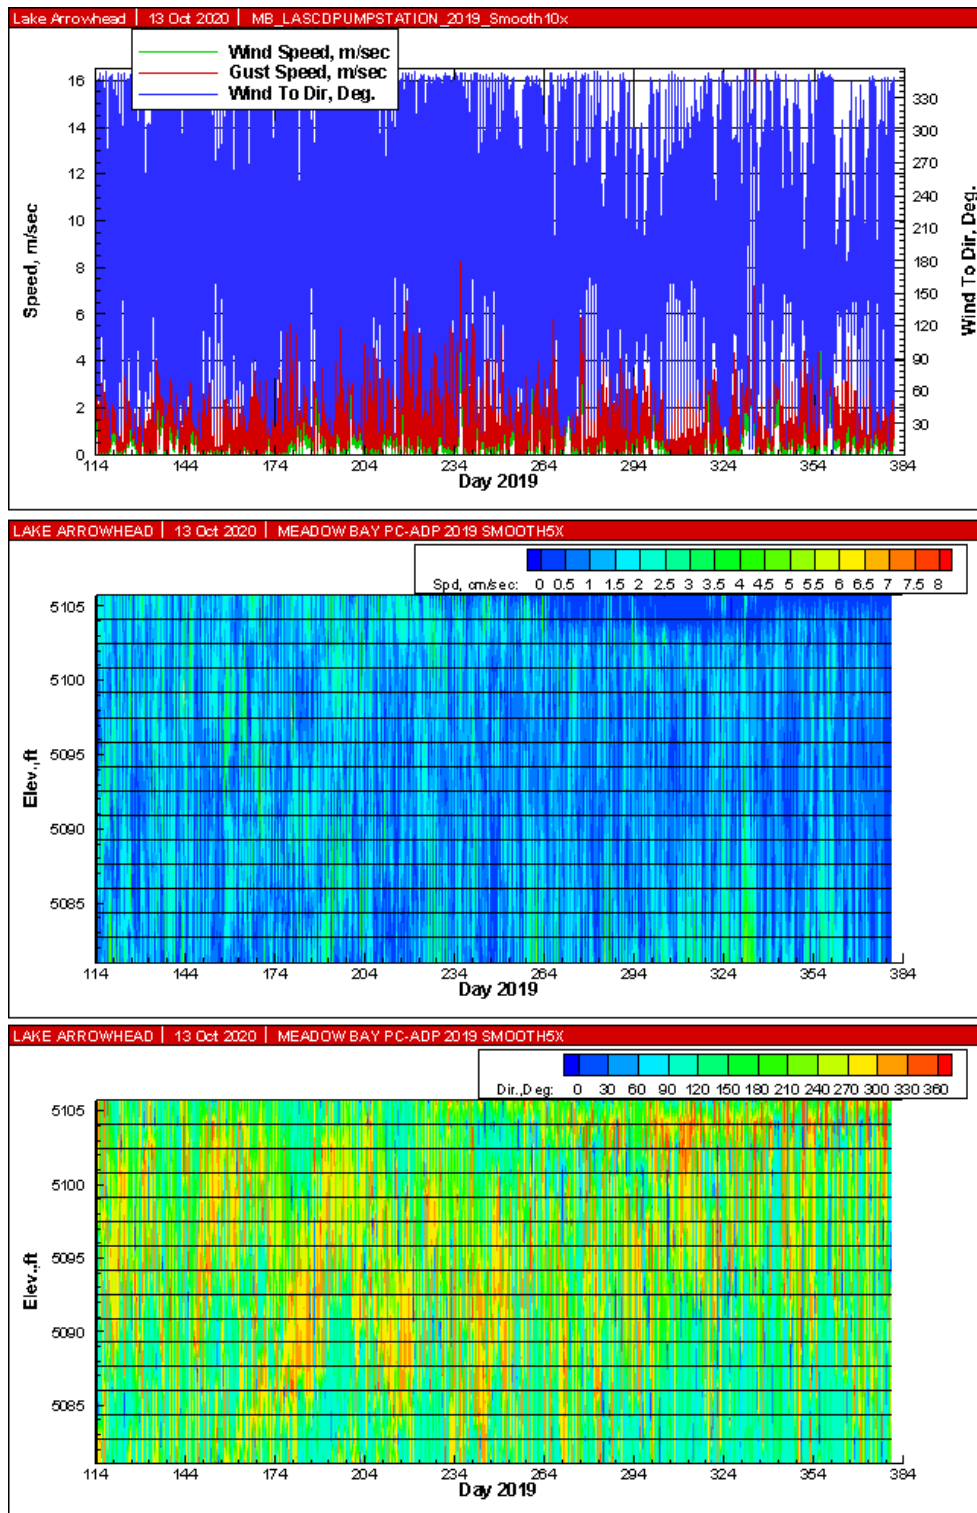 Lake Arrowhead | 13 Oct 2020 | MB_LASCDPUMPSTATION_2019_Smooth10x
Wind Speed, m/sec
Gust Speed, m/sec
Wind To Dir, Deg.
16
14
12
10
8
6
4
2
0
Speed, m/sec
330
300
270
240
210
180
150
120
90
60
30
Wind To Dir, Deg.
114 144 174 204 234 264 294 324 354 384
Day 2019
LAKE ARROWHEAD | 13 Oct 2020 | MEADOW BAY PC-ADP 2019 SMOOTH5X
Spd, cm/sec: 0 0.5 1 1.5 2 2.5 3 3.5 4 4.5 5 5.5 6 6.5 7 7.5 8
5105
5100
5095
5090
5085
Elev.,ft
114 144 174 204 234 264 294 324 354 384
Day 2019
LAKE ARROWHEAD | 13 Oct 2020 | MEADOW BAY PC-ADP 2019 SMOOTH5X
Dir.,Deg: 0 30 60 90 120 150 180 210 240 270 300 330 360
5105
5100
5095
5090
5085
Elev.,ft
114 144 174 204 234 264 294 324 354 384
Day 2019